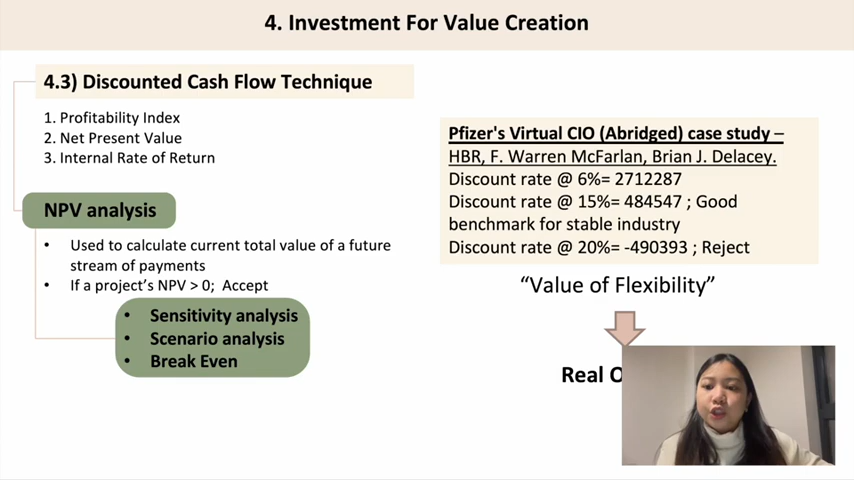 4. Investment For Value Creation
4.3) Discounted Cash Flow Technique
1. Profitability Index
2. Net Present Value
3. Internal Rate of Return
NPV analysis
• Used to calculate current total value of a future
stream of payments
• If a project’s NPV > 0; Accept
• Sensitivity analysis
• Scenario analysis
• Break Even
Pfizer's Virtual CIO (Abridged) case study –
HBR, F. Warren McFarlan, Brian J. Delacey.
Discount rate @ 6%= 2712287
Discount rate @ 15%= 484547 ; Good
benchmark for stable industry
Discount rate @ 20%= -490393 ; Reject
“Value of Flexibility”
Real